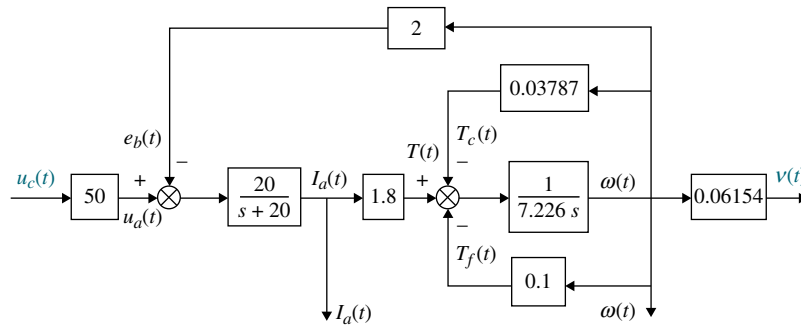 2
0.03787
e_b(t)
T_c(t)
−
T(t)
−
u_c(t)
50
+
u_a(t)
20
s + 20
I_a(t)
1.8
+
1
7.226 s
ω(t)
0.06154
v(t)
−
T_f(t)
0.1
I_a(t)
ω(t)